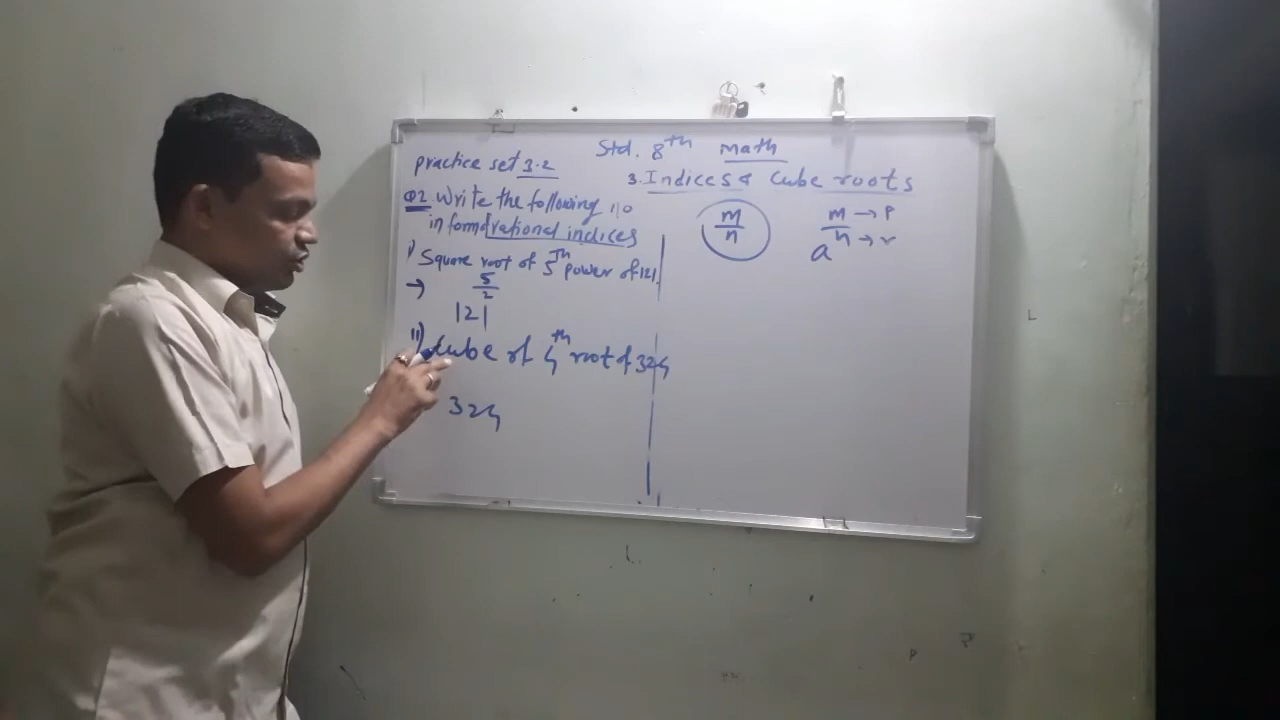 Std. 8th Math
Practice set 3.2
3. Indices & Cube roots
Q2. Write the following no
in form of rational indices
i) Square root of 5th power of 121.
→ 5/2
121
ii) Cube of 4th root of 324
324
m/n
m → P
n → r
a